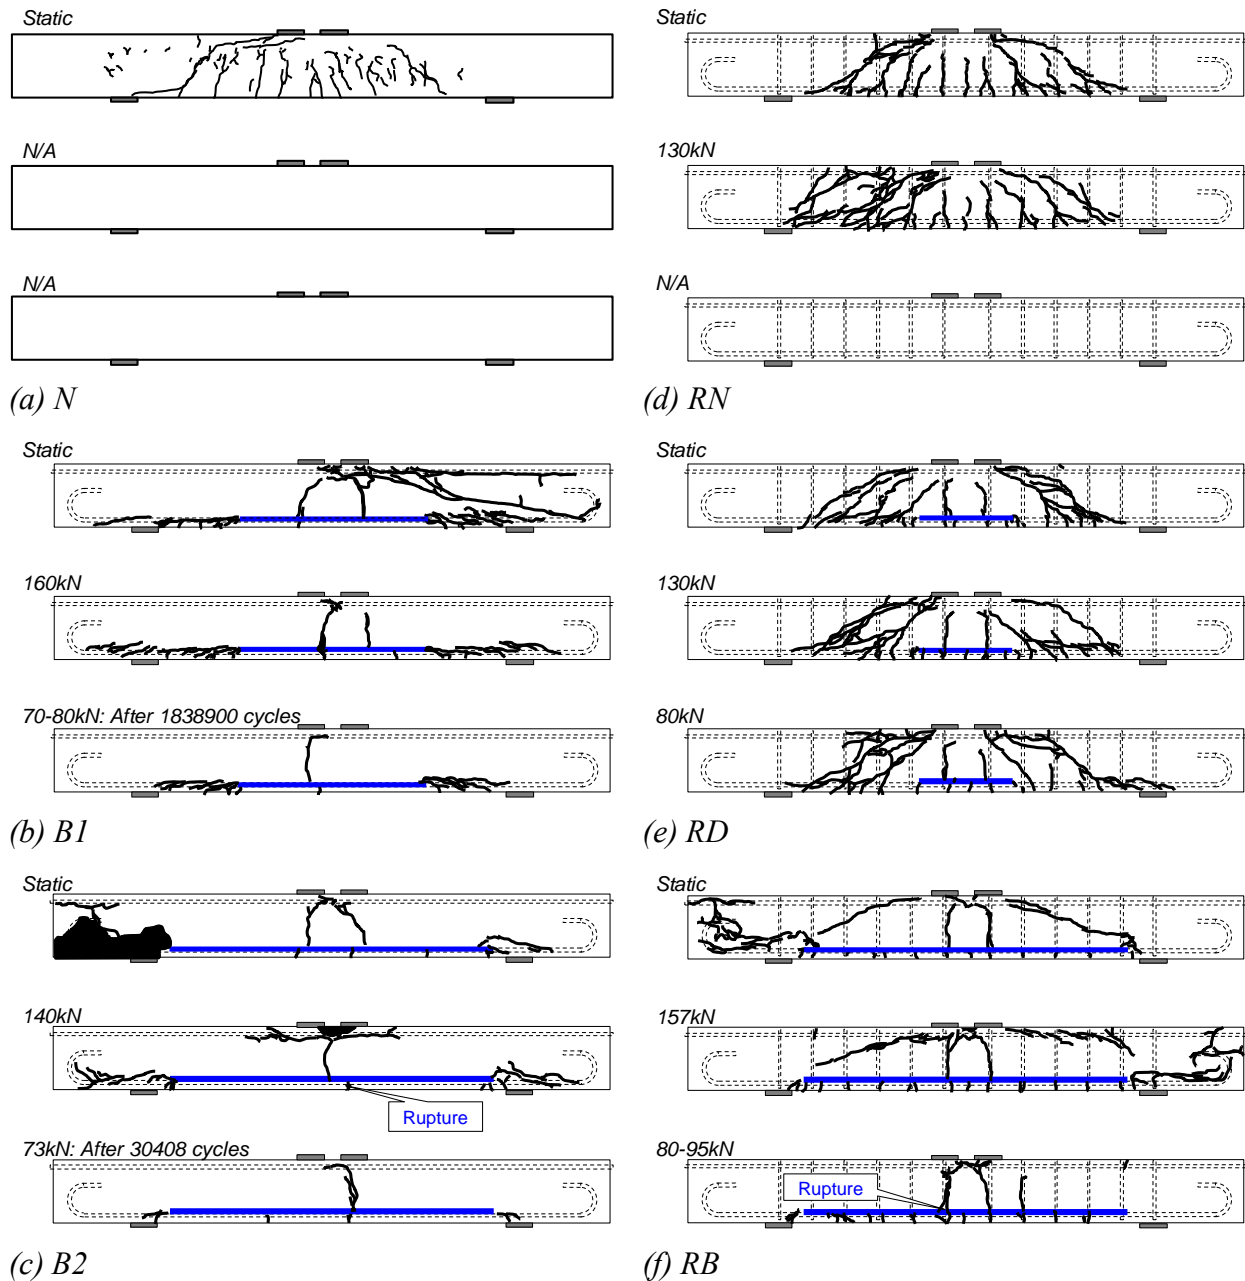 Static
N/A
N/A
(a) N
Static
160kN
70-80kN: After 1838900 cycles
(b) B1
Static
140kN
Rupture
73kN: After 30408 cycles
(c) B2
Static
130kN
N/A
(d) RN
Static
130kN
80kN
(e) RD
Static
157kN
80-95kN
Rupture
(f) RB